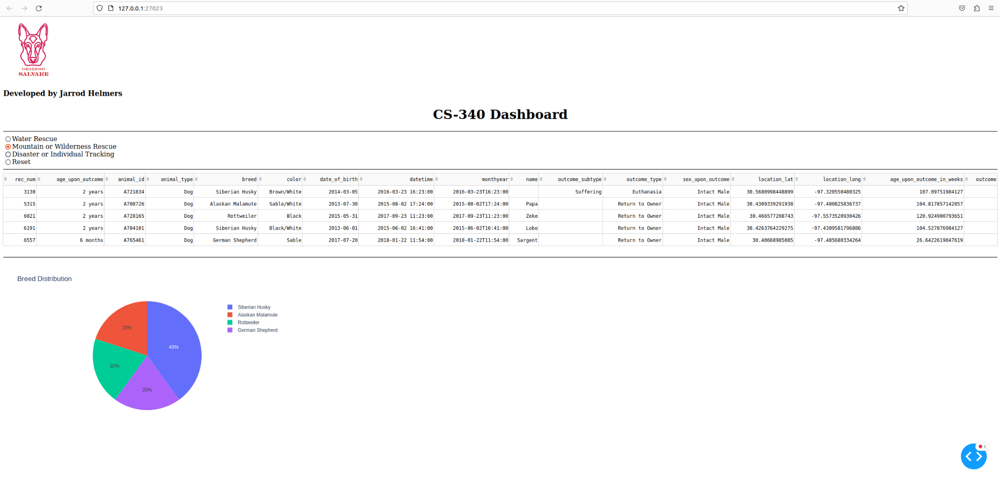 127.0.0.1:27023
GRAZIOSO
SALVARE
Developed by Jarrod Helmers
CS-340 Dashboard
Water Rescue
Mountain or Wilderness Rescue
Disaster or Individual Tracking
Reset
rec_num age_upon_outcome animal_id animal_type breed color date_of_birth datetime monthyear name outcome_subtype outcome_type sex_upon_outcome location_lat location_long age_upon_outcome_in_weeks outcome
3130 2 years A721834 Dog Siberian Husky Brown/White 2014-03-05 2016-03-23 16:23:00 2016-03-23T16:23:00 Suffering Euthanasia Intact Male 30.5680998448899 -97.320550480325 107.09751984127
5315 2 years A708726 Dog Alaskan Malamute Sable/White 2013-07-30 2015-08-02 17:24:00 2015-08-02T17:24:00 Papa Return to Owner Intact Male 30.4309339291938 -97.480825836737 104.817857142857
6021 2 years A728165 Dog Rottweiler Black 2015-05-31 2017-09-23 11:23:00 2017-09-23T11:23:00 Zeke Return to Owner Intact Male 30.466577208743 -97.5573520930426 120.924900793651
6191 2 years A704101 Dog Siberian Husky Black/White 2013-06-01 2015-06-02 16:41:00 2015-06-02T16:41:00 Lobo Return to Owner Intact Male 30.4263764229275 -97.4309581796886 104.527876984127
6557 6 months A765461 Dog German Shepherd Sable 2017-07-20 2018-01-22 11:54:00 2018-01-22T11:54:00 Sargent Return to Owner Intact Male 30.40668985085 -97.485680334264 26.6422619047619
Breed Distribution
Siberian Husky
Alaskan Malamute
Rottweiler
German Shepherd
20%
40%
20%
20%
1